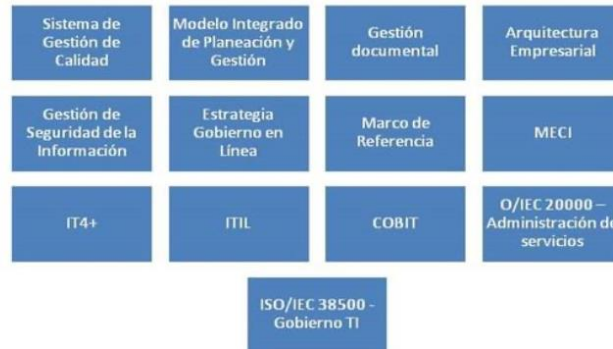 Sistema de
Gestión de
Calidad
Modelo Integrado
de Planeación y
Gestión
Gestión
documental
Arquitectura
Empresarial
Gestión de
Seguridad de la
Información
Estrategia
Gobierno en
Línea
Marco de
Referencia
MECI
IT4+
ITIL
COBIT
O/IEC 20000 –
Administración de
servicios
ISO/IEC 38500 -
Gobierno TI